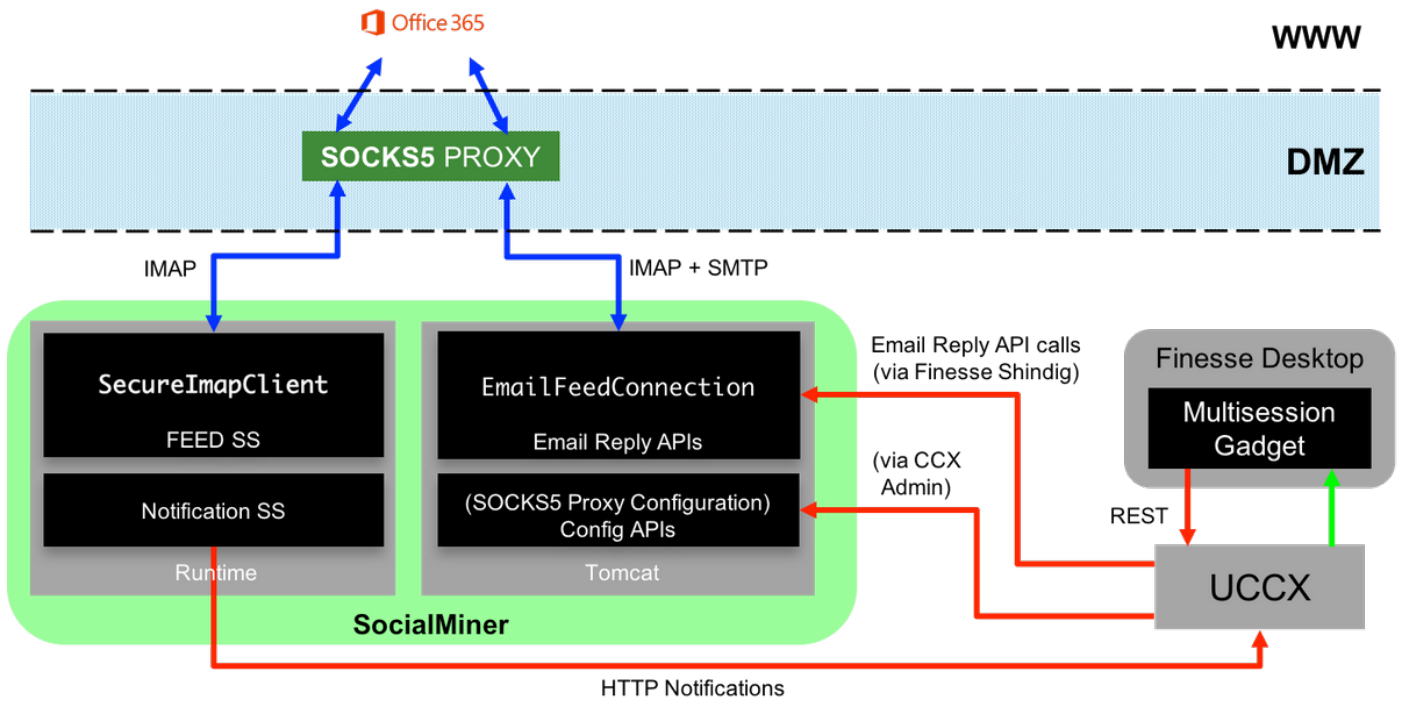 Office 365
WWW
SOCKS5 PROXY
DMZ
IMAP
IMAP + SMTP
SecureImapClient
FEED SS
Notification SS
Runtime
EmailFeedConnection
Email Reply APIs
(SOCKS5 Proxy Configuration)
Config APIs
Tomcat
SocialMiner
Email Reply API calls
(via Finesse Shindig)
(via CCX
Admin)
Finesse Desktop
Multisession
Gadget
REST
UCCX
HTTP Notifications